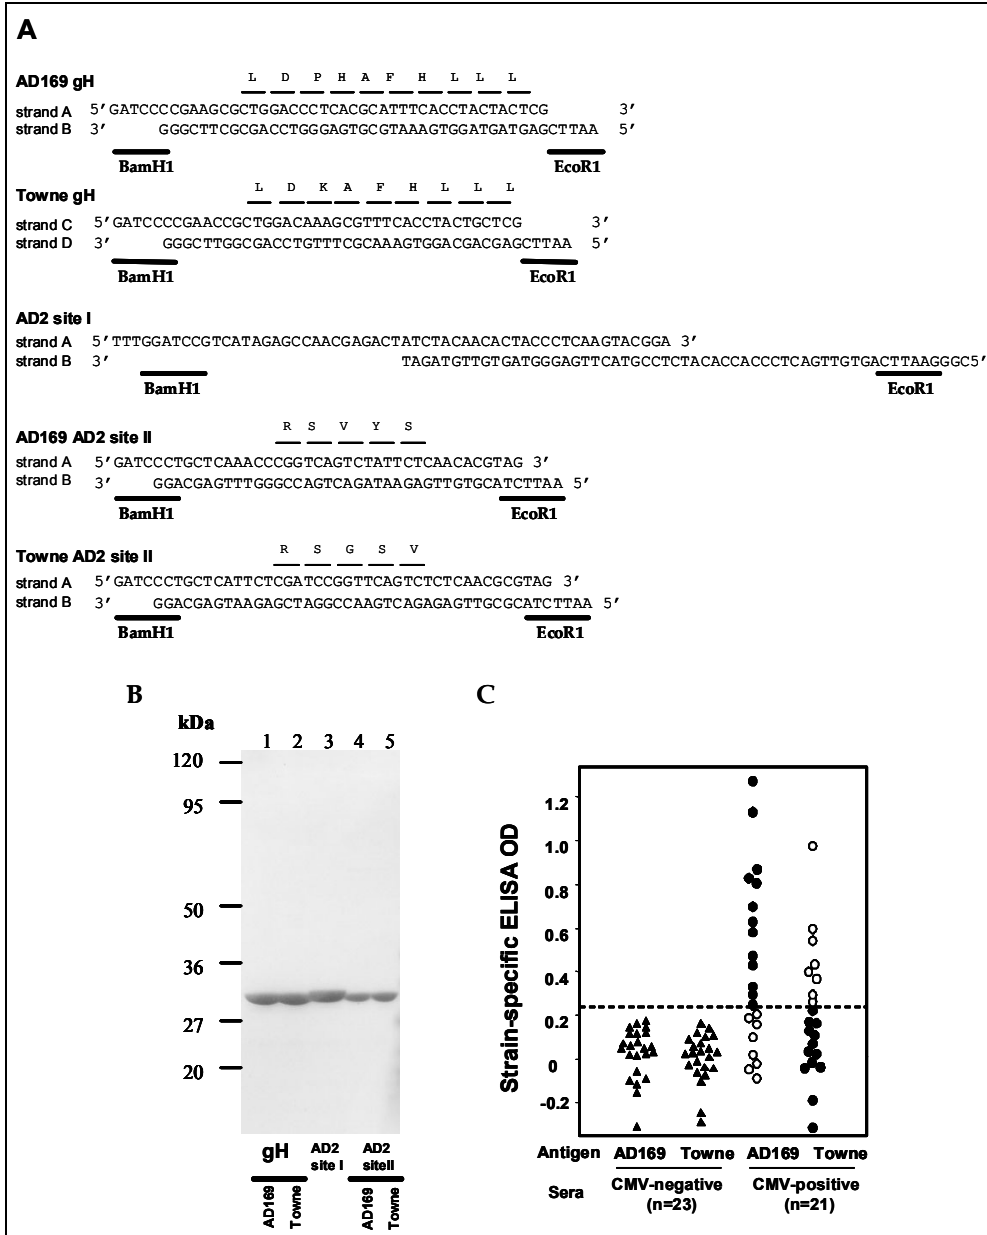 A
AD169 gH
L D P H A F H L L L
strand A 5'GATCCCCGAAGCGCTGGACCCTCACGCATTTCACCTACTACTCG 3'
strand B 3' GGGCTTCGCGACCTGGGAGTGCGTAAAGTGGATGATGAGCTTAA 5'
BamH1 EcoR1
Towne gH
L D K A F H L L L
strand C 5'GATCCCCGAACCGCTGGACAAAGCGTTTCACCTACTGCTCG 3'
strand D 3' GGGCTTGGCGACCTGTTTCGCAAAGTGGACGACGAGCTTAA 5'
BamH1 EcoR1
AD2 site I
strand A 5'TTTGGATCCGTCATAGAGCCAACGAGACTATCTACAACACTACCCTCAAGTACGGA 3'
strand B 3' TAGATGTTGTGATGGGAGTTCATGCCTCTACACCACCCTCAGTTGTGACTTAAGGGC5'
BamH1 EcoR1
AD169 AD2 site II
R S V Y S
strand A 5'GATCCCTGCTCAAACCCGGTCAGTCTATTCTCAACACGTAG 3'
strand B 3' GGACGAGTTTGGGCCAGTCAGATAAGAGTTGTGCATCTTAA 5'
BamH1 EcoR1
Towne AD2 site II
R S G S V
strand A 5'GATCCCTGCTCATTCTCGATCCGGTTCAGTCTCTCAACGCGTAG 3'
strand B 3' GGACGAGTAAGAGCTAGGCCAAGTCAGAGAGTTGCGCATCTTAA 5'
BamH1 EcoR1
B
kDa
1 2 3 4 5
120
95
50
36
27
20
gH AD2 site I AD2 siteII
AD169 Towne AD169 Towne
C
Strain-specific ELISA OD
1.2
1.0
0.8
0.6
0.4
0.2
0
-0.2
Antigen AD169 Towne AD169 Towne
Sera CMV-negative (n=23) CMV-positive (n=21)